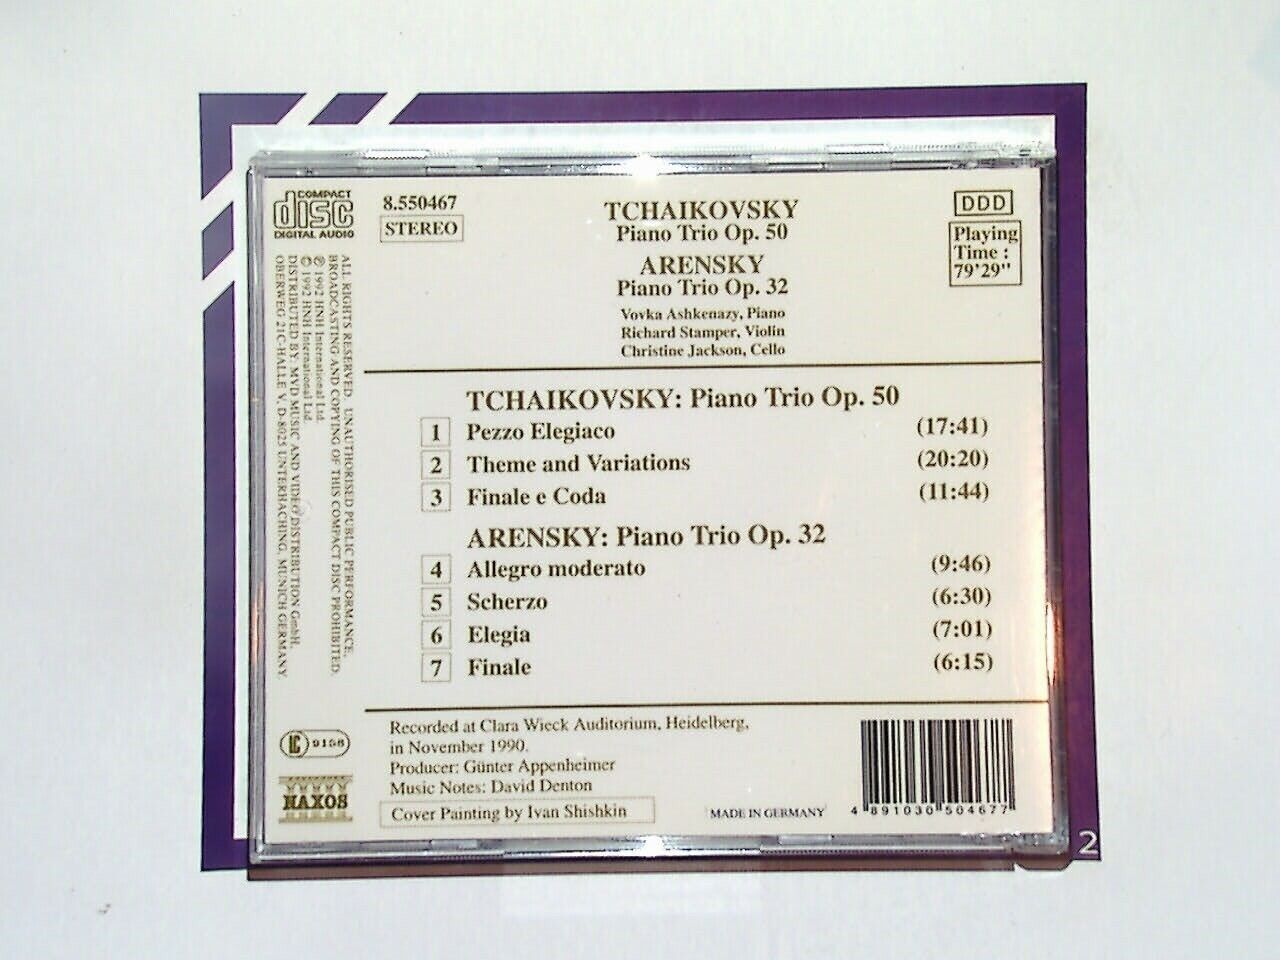 COMPACT
disc
DIGITAL AUDIO
8.550467
STEREO
TCHAIKOVSKY
Piano Trio Op. 50
ARENSKY
Piano Trio Op. 32
Vovka Ashkenazy, Piano
Richard Stamper, Violin
Christine Jackson, Cello
DDD
Playing
Time :
79'29"
ALL RIGHTS RESERVED. UNAUTHORISED PUBLIC PERFORMANCE,
BROADCASTING AND COPYING OF THIS COMPACT DISC PROHIBITED.
℗ 1992 HNH International Ltd.
© 1992 HNH International Ltd.
DISTRIBUTED BY: MVD MUSIC AND VIDEO DISTRIBUTION GmbH,
OBERWEG 21C-HALLE V, D-8025 UNTERHACHING, MUNICH GERMANY
TCHAIKOVSKY: Piano Trio Op. 50
1 Pezzo Elegiaco (17:41)
2 Theme and Variations (20:20)
3 Finale e Coda (11:44)
ARENSKY: Piano Trio Op. 32
4 Allegro moderato (9:46)
5 Scherzo (6:30)
6 Elegia (7:01)
7 Finale (6:15)
Recorded at Clara Wieck Auditorium, Heidelberg,
in November 1990.
Producer: Günter Appenheimer
Music Notes: David Denton
Cover Painting by Ivan Shishkin
LC 9158
NAXOS
MADE IN GERMANY
4 891030 504677
2